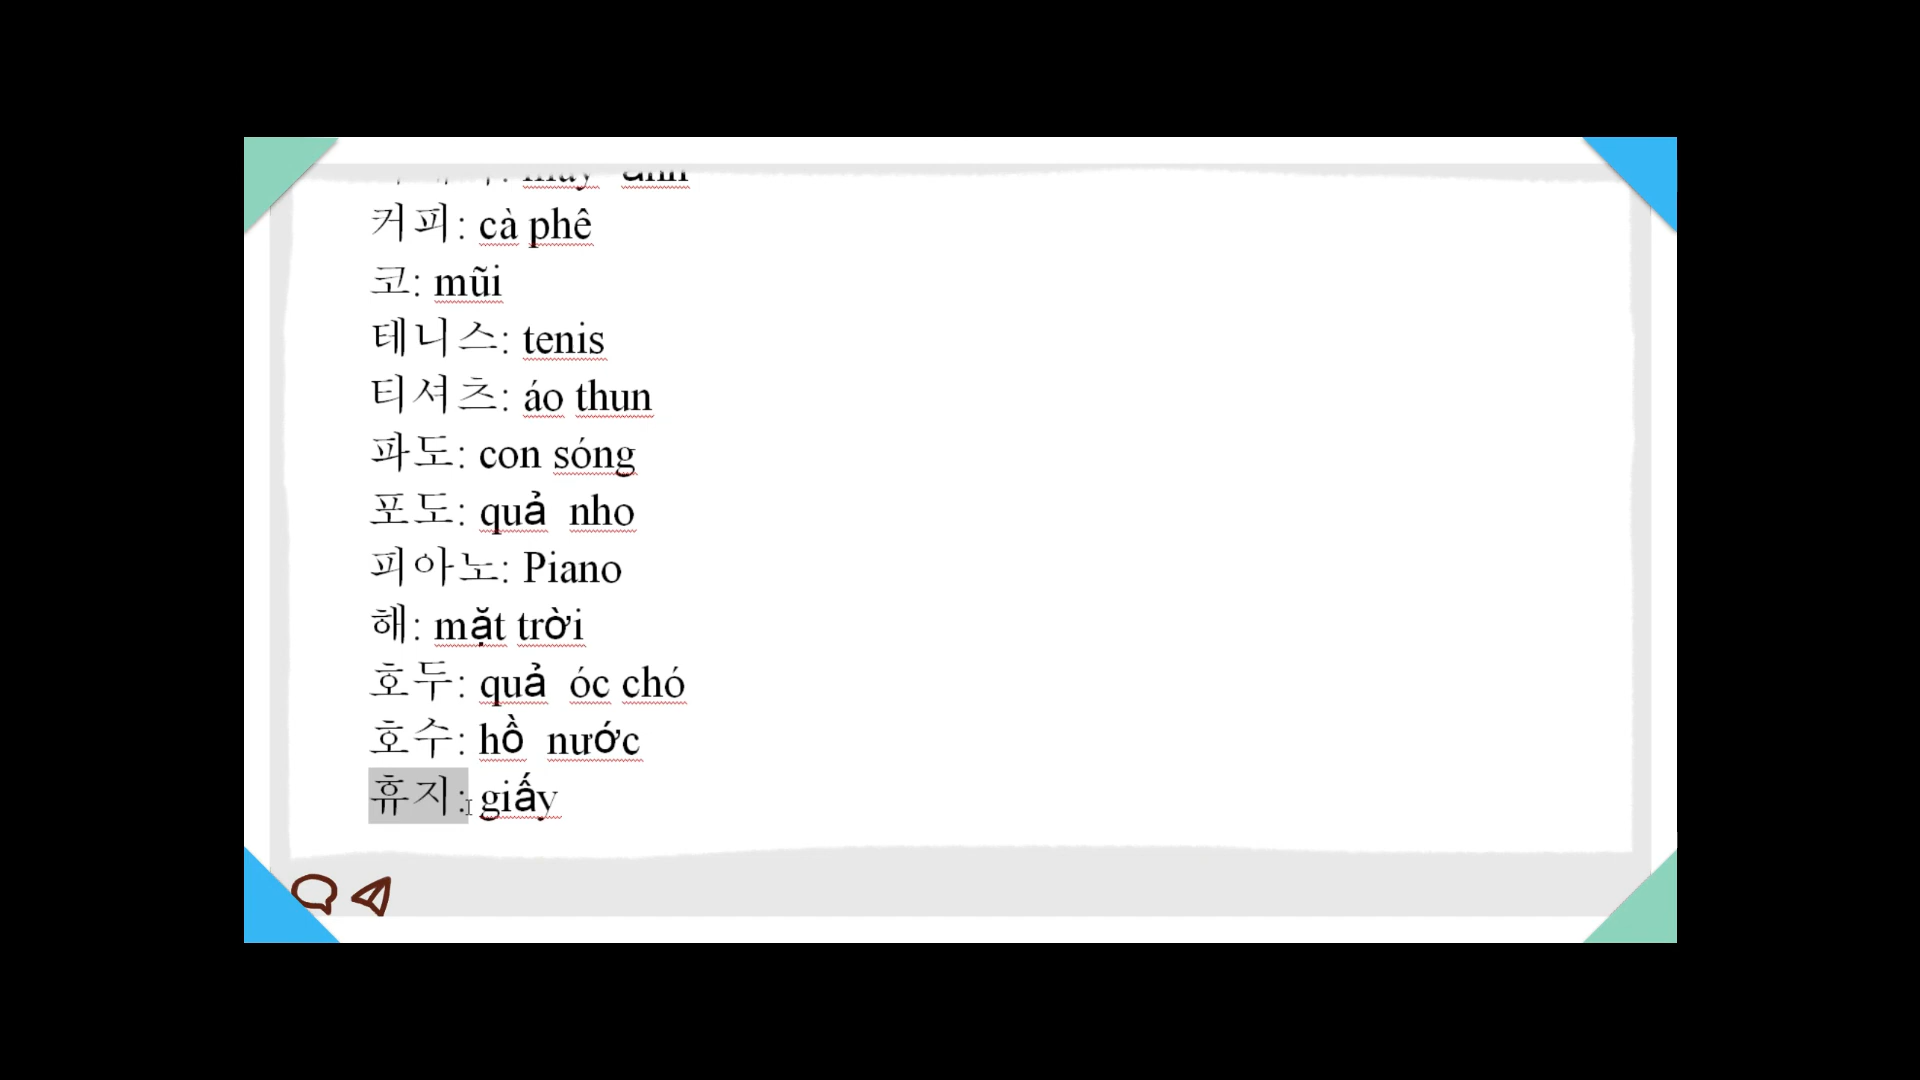 커피: cà phê
코: mũi
테니스: tenis
티셔츠: áo thun
파도: con sóng
포도: quả nho
피아노: Piano
해: mặt trời
호두: quả óc chó
호수: hồ nước
휴지: giấy